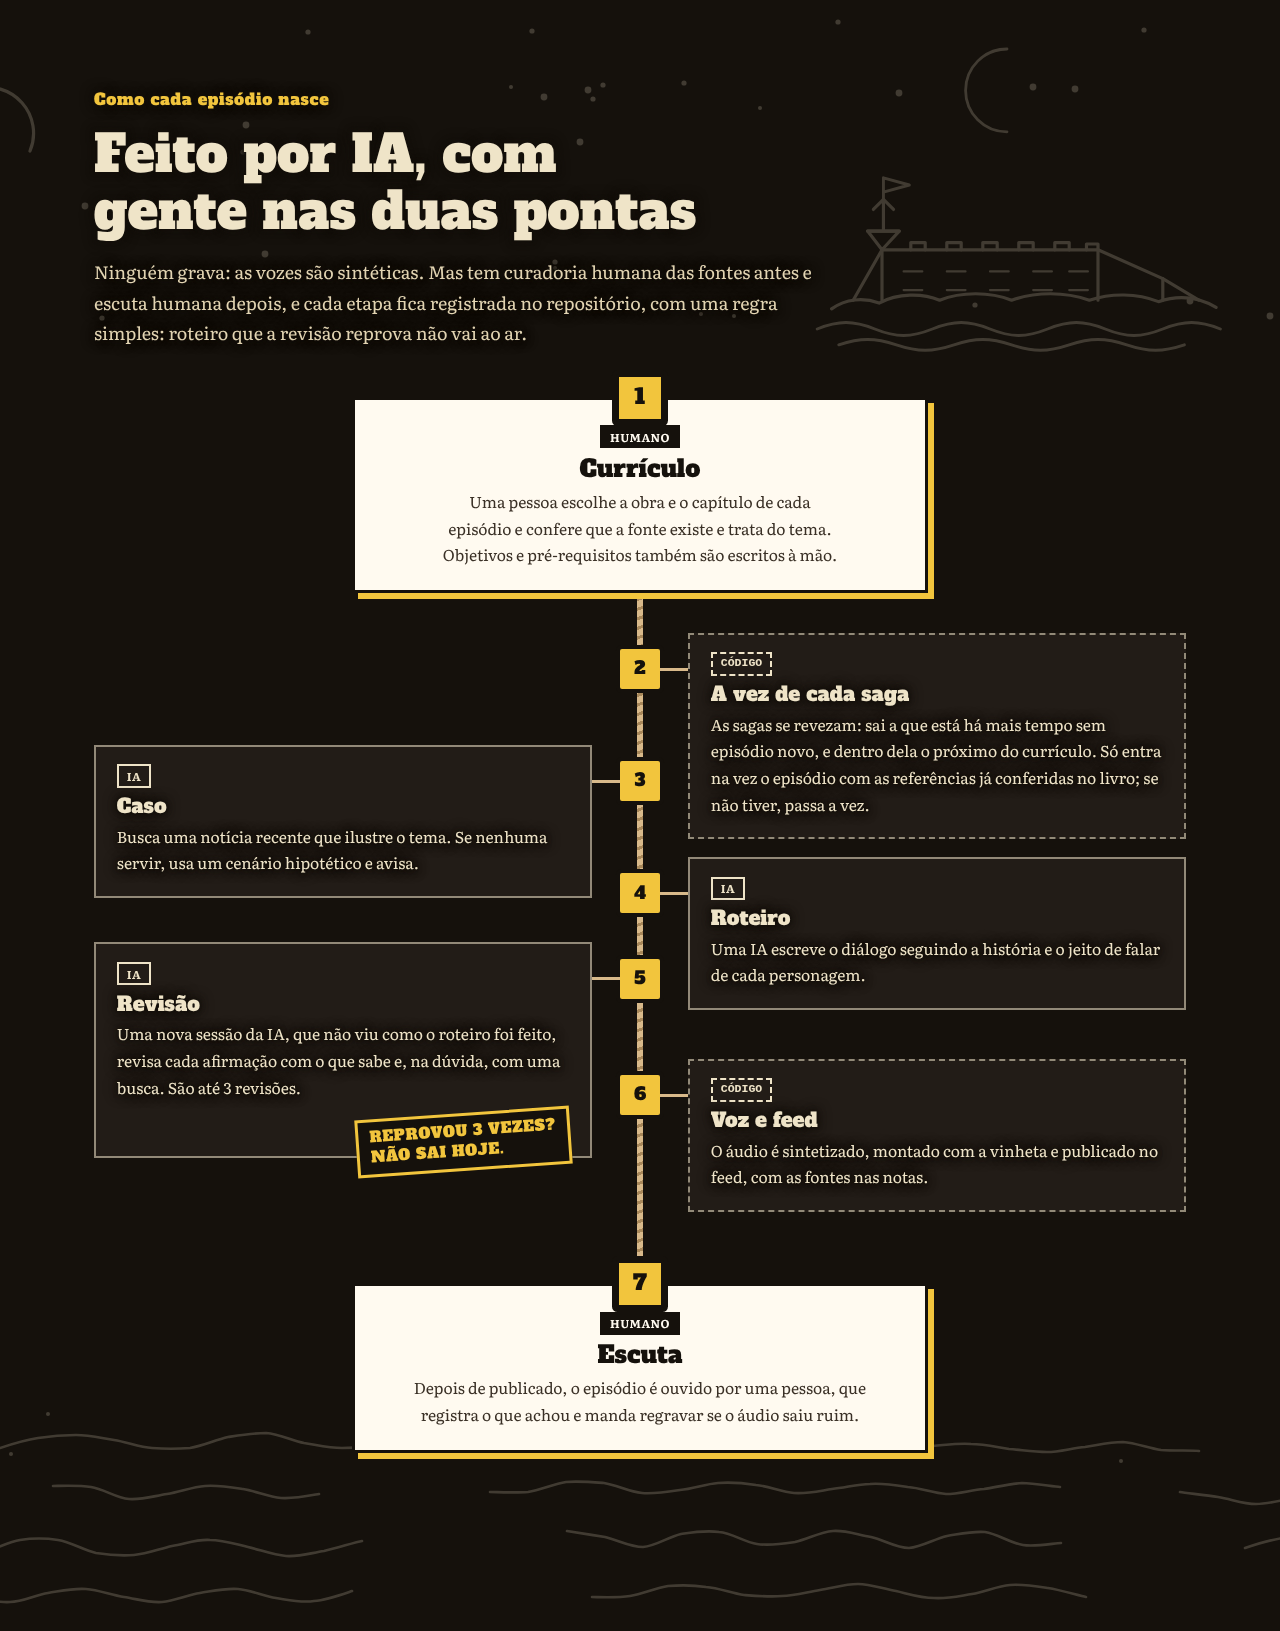 Como cada episódio nasce
Feito por IA, com
gente nas duas pontas
Ninguém grava: as vozes são sintéticas. Mas tem curadoria humana das fontes antes e
escuta humana depois, e cada etapa fica registrada no repositório, com uma regra
simples: roteiro que a revisão reprova não vai ao ar.
1
HUMANO
Currículo
Uma pessoa escolhe a obra e o capítulo de cada
episódio e confere que a fonte existe e trata do tema.
Objetivos e pré-requisitos também são escritos à mão.
2
CÓDIGO
A vez de cada saga
As sagas se revezam: sai a que está há mais tempo sem
episódio novo, e dentro dela o próximo do currículo. Só entra
na vez o episódio com as referências já conferidas no livro; se
não tiver, passa a vez.
3
IA
Caso
Busca uma notícia recente que ilustre o tema. Se nenhuma
servir, usa um cenário hipotético e avisa.
4
IA
Roteiro
Uma IA escreve o diálogo seguindo a história e o jeito de falar
de cada personagem.
5
IA
Revisão
Uma nova sessão da IA, que não viu como o roteiro foi feito,
revisa cada afirmação com o que sabe e, na dúvida, com uma
busca. São até 3 revisões.
REPROVOU 3 VEZES?
NÃO SAI HOJE.
6
CÓDIGO
Voz e feed
O áudio é sintetizado, montado com a vinheta e publicado no
feed, com as fontes nas notas.
7
HUMANO
Escuta
Depois de publicado, o episódio é ouvido por uma pessoa, que
registra o que achou e manda regravar se o áudio saiu ruim.